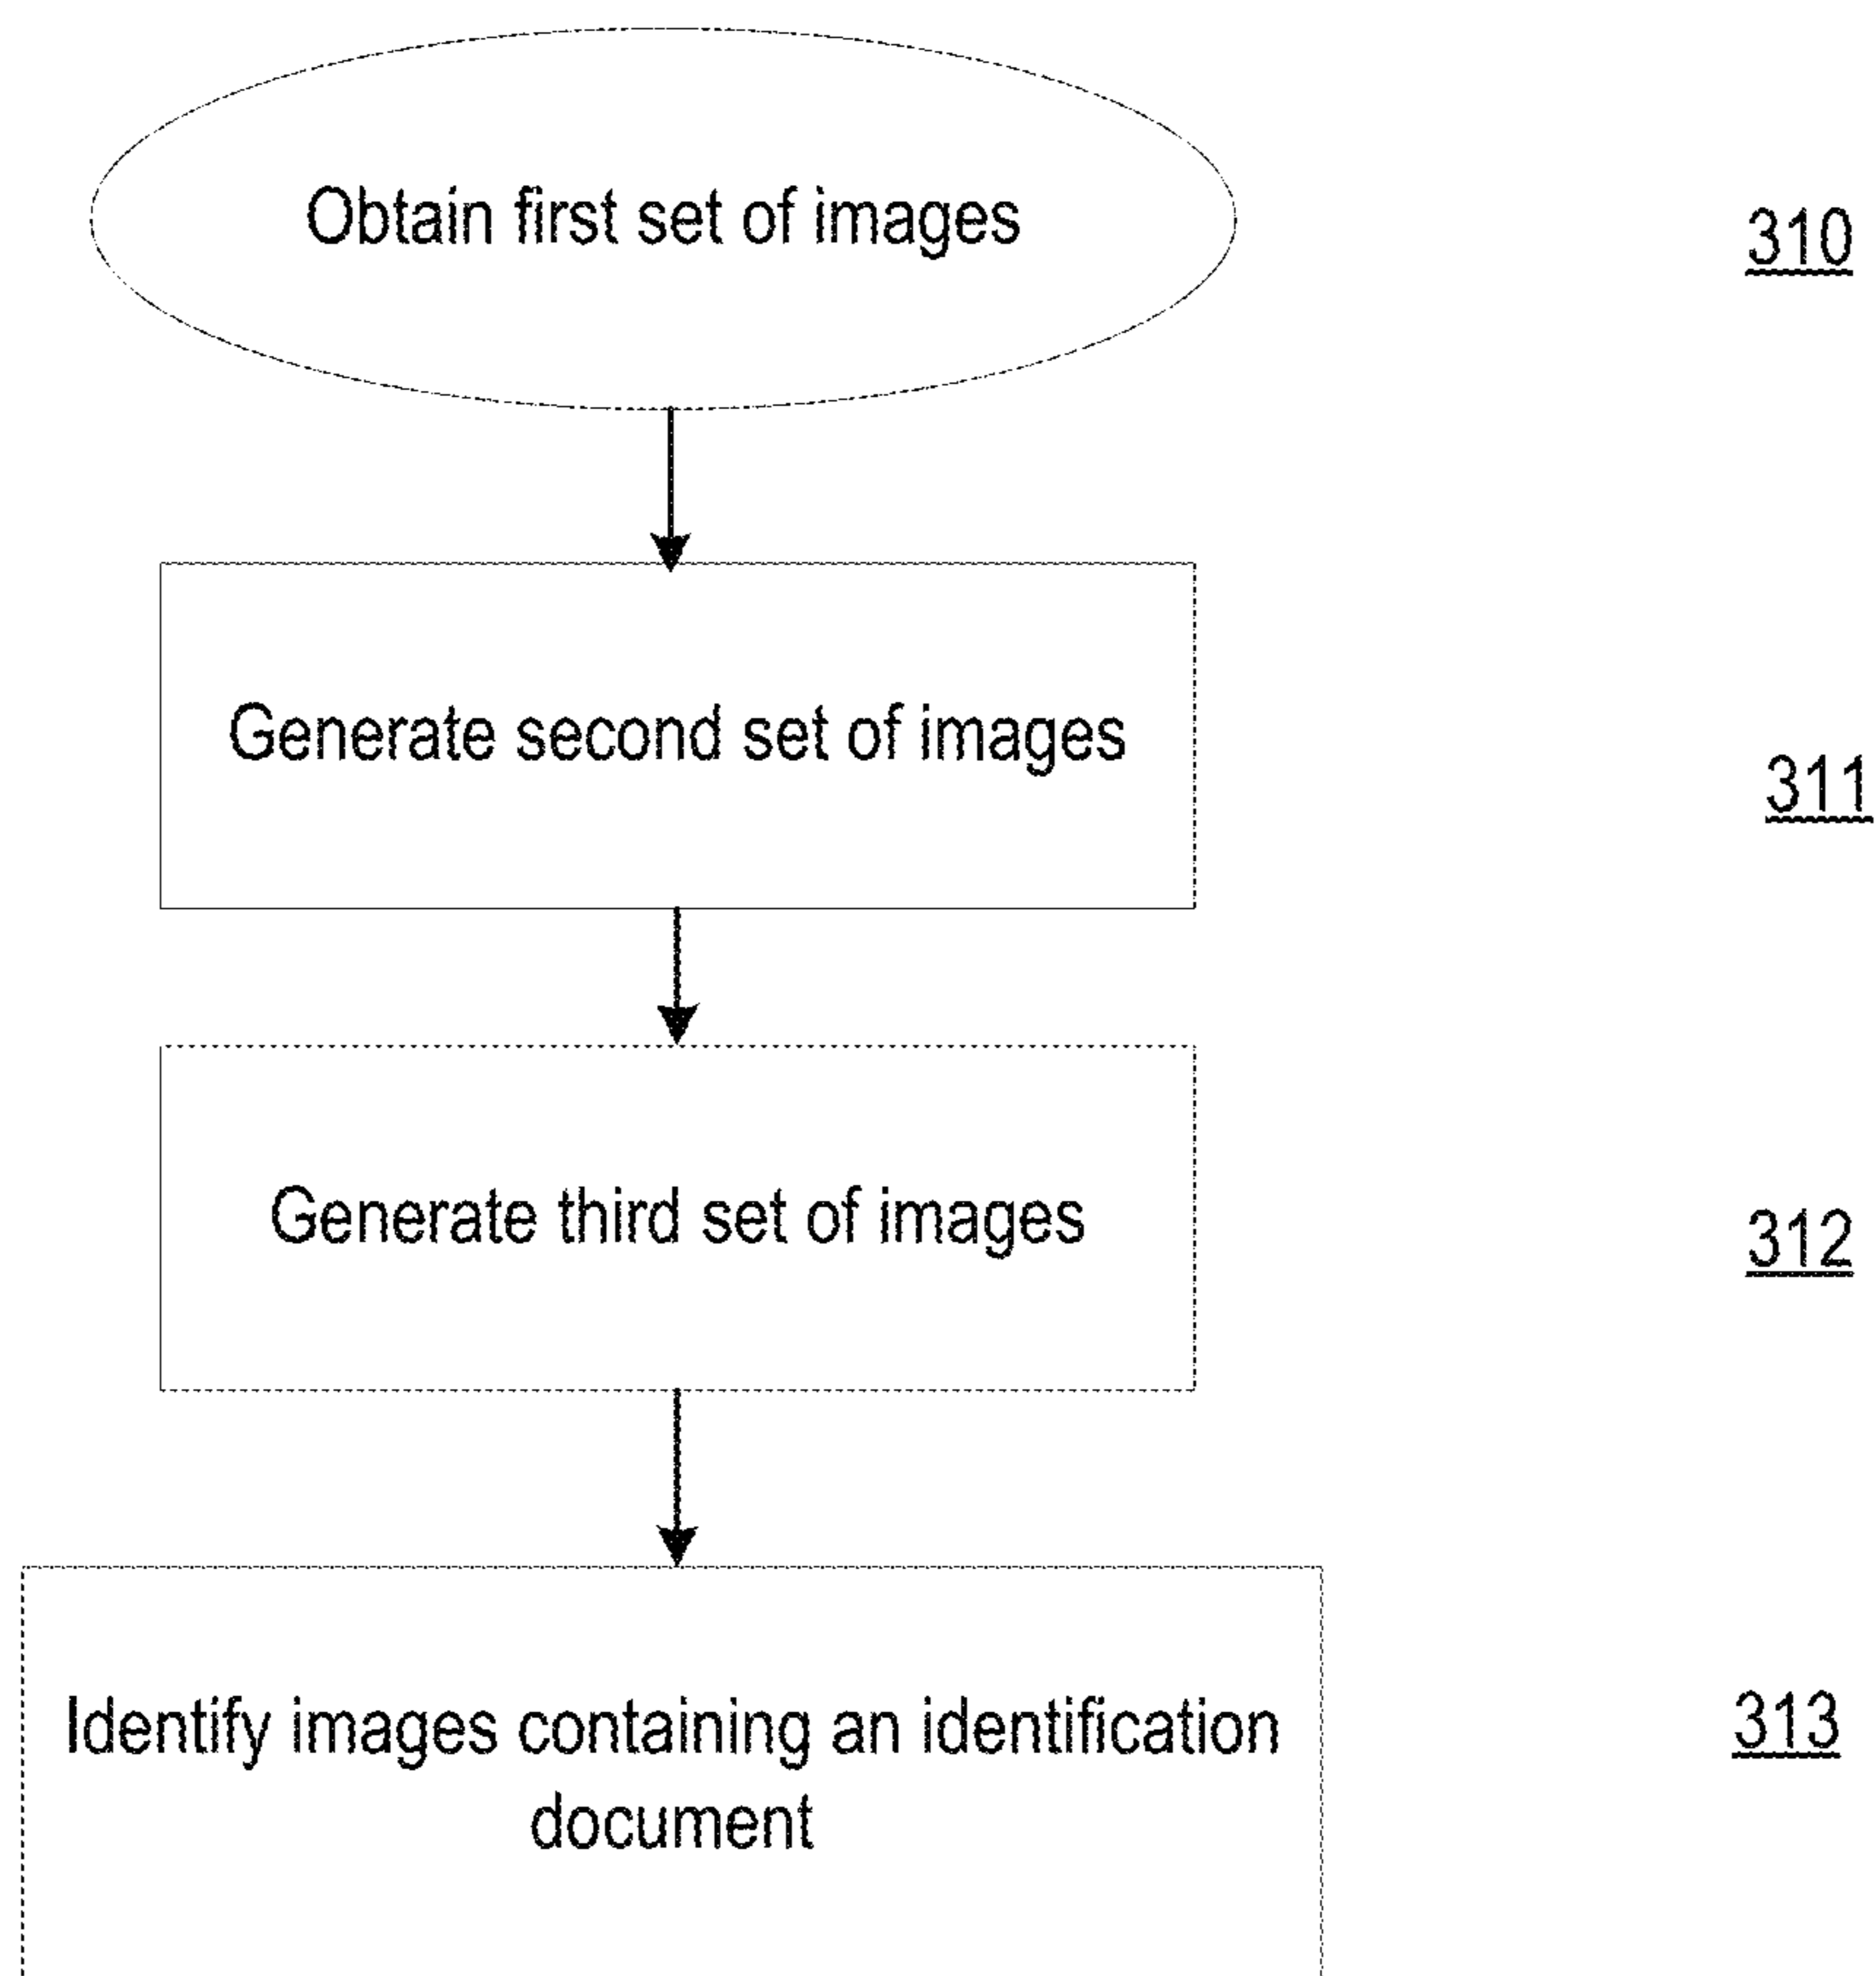 Obtain first set of images
310
Generate second set of images
311
Generate third set of images
312
Identify images containing an identification
document
313